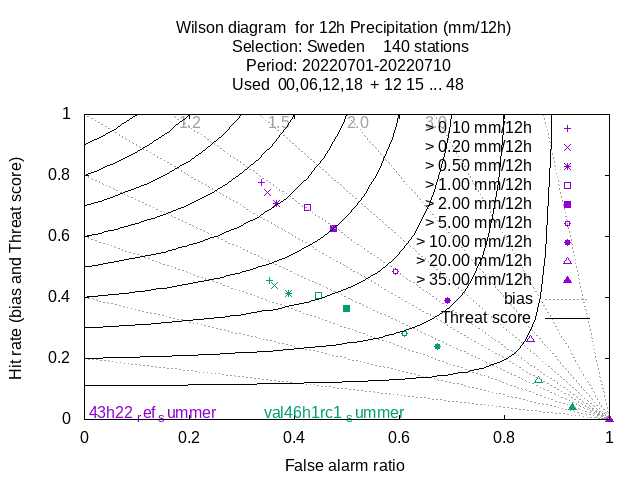 Wilson diagram  for 12h Precipitation (mm/12h)
Selection: Sweden    140 stations
Period: 20220701-20220710
Used  00,06,12,18  + 12 15 ... 48
1.2 1.5 2.0 3.0
> 0.10 mm/12h
> 0.20 mm/12h
> 0.50 mm/12h
> 1.00 mm/12h
> 2.00 mm/12h
> 5.00 mm/12h
> 10.00 mm/12h
> 20.00 mm/12h
> 35.00 mm/12h
bias
Threat score
1
0.8
0.6
0.4
0.2
0
Hit rate (bias and Threat score)
43h22_ref_summer val46h1rc1_summer
0 0.2 0.4 0.6 0.8 1
False alarm ratio